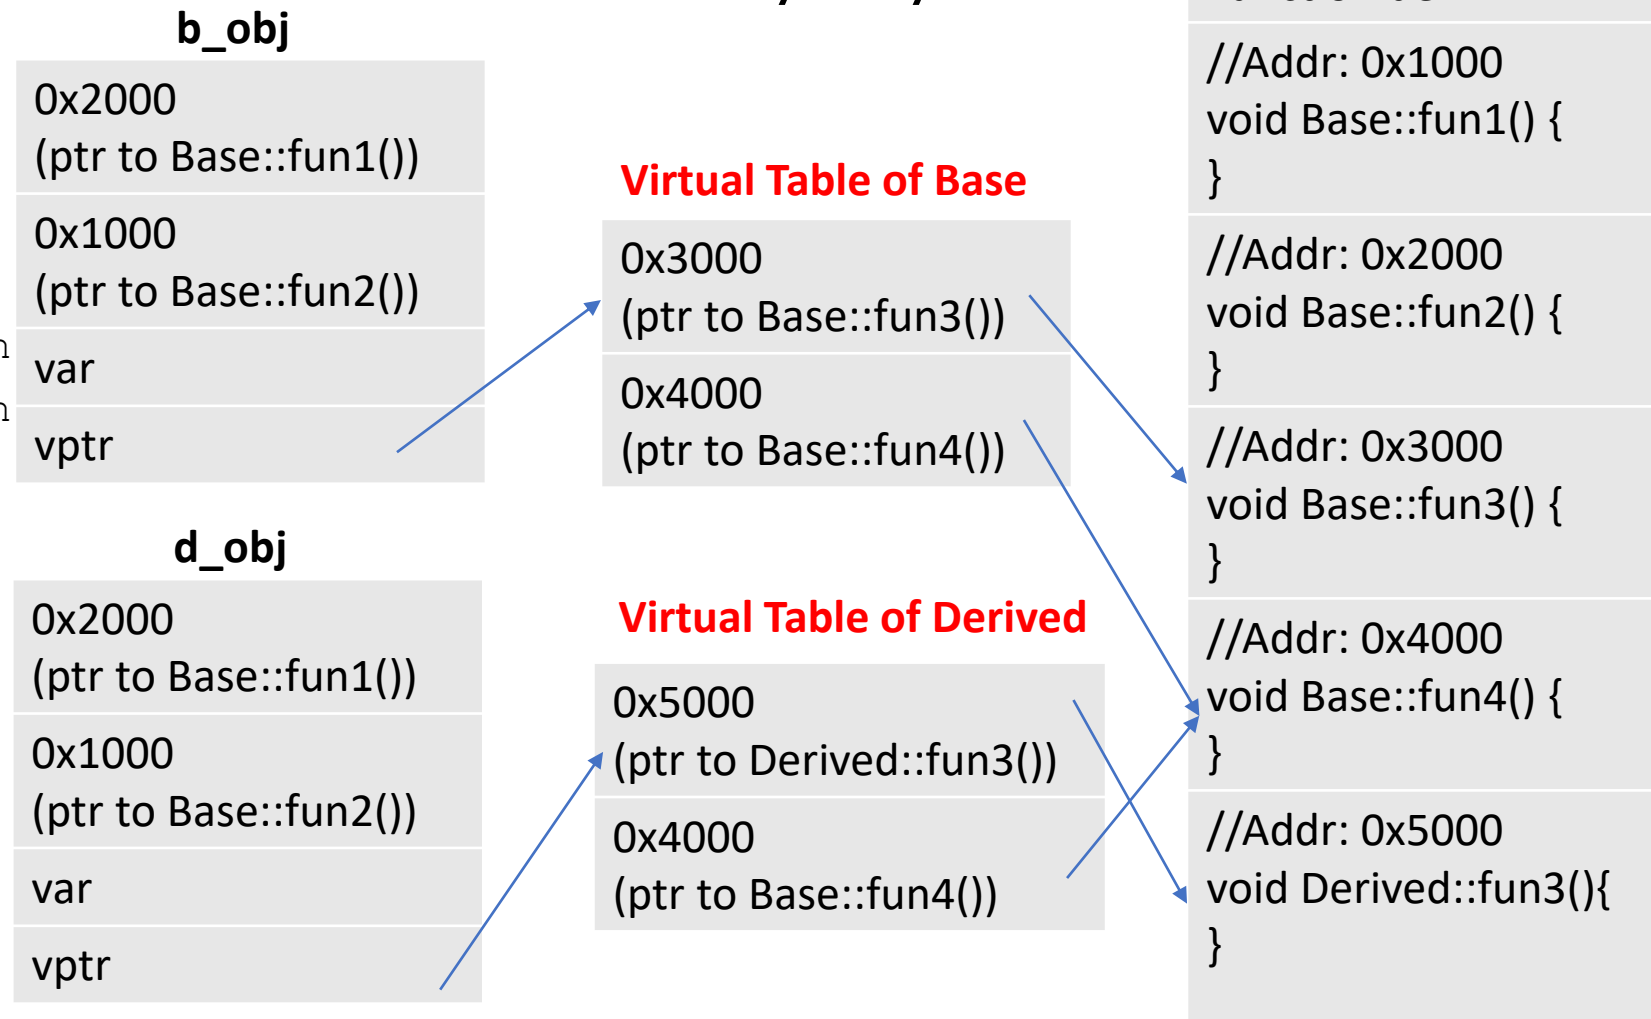 b_obj
0x2000
(ptr to Base::fun1())
0x1000
(ptr to Base::fun2())
var
vptr
d_obj
0x2000
(ptr to Base::fun1())
0x1000
(ptr to Base::fun2())
var
vptr
Virtual Table of Base
0x3000
(ptr to Base::fun3())
0x4000
(ptr to Base::fun4())
Virtual Table of Derived
0x5000
(ptr to Derived::fun3())
0x4000
(ptr to Base::fun4())
//Addr: 0x1000
void Base::fun1() {
}
//Addr: 0x2000
void Base::fun2() {
}
//Addr: 0x3000
void Base::fun3() {
}
//Addr: 0x4000
void Base::fun4() {
}
//Addr: 0x5000
void Derived::fun3(){
}